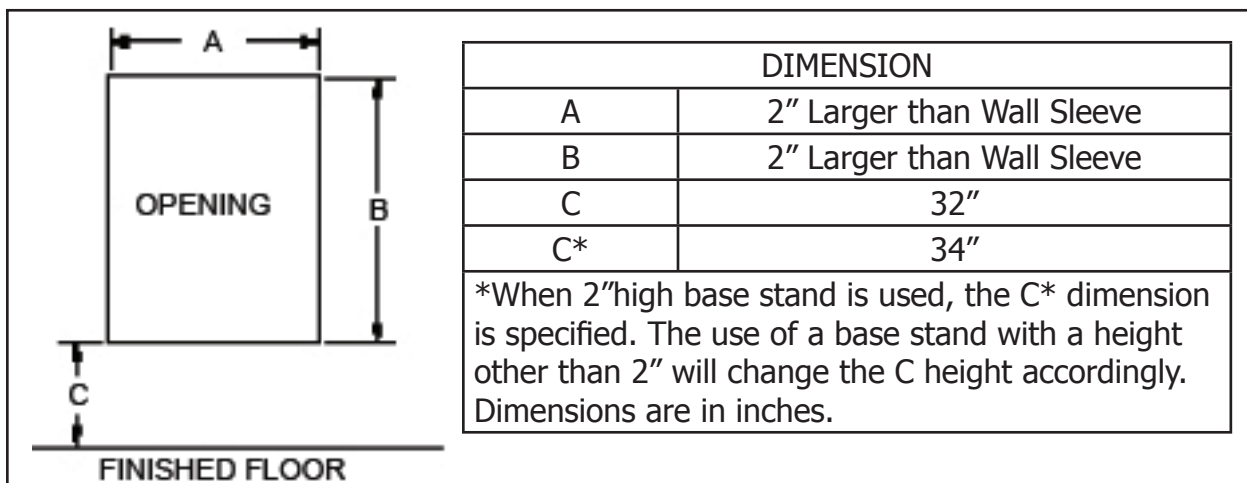 A
OPENING
B
C
FINISHED FLOOR
DIMENSION
A 2” Larger than Wall Sleeve
B 2” Larger than Wall Sleeve
C 32”
C* 34”
*When 2”high base stand is used, the C* dimension
is specified. The use of a base stand with a height
other than 2” will change the C height accordingly.
Dimensions are in inches.